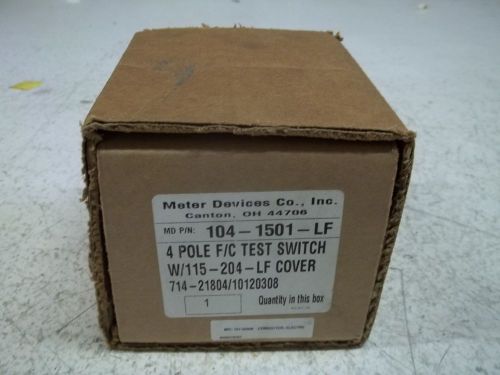 Meter Devices Co., Inc.
Canton, OH 44706
MD P/N: 104-1501-LF
4 POLE F/C TEST SWITCH
W/115-204-LF COVER
714-21804/10120308
1 Quantity in this box